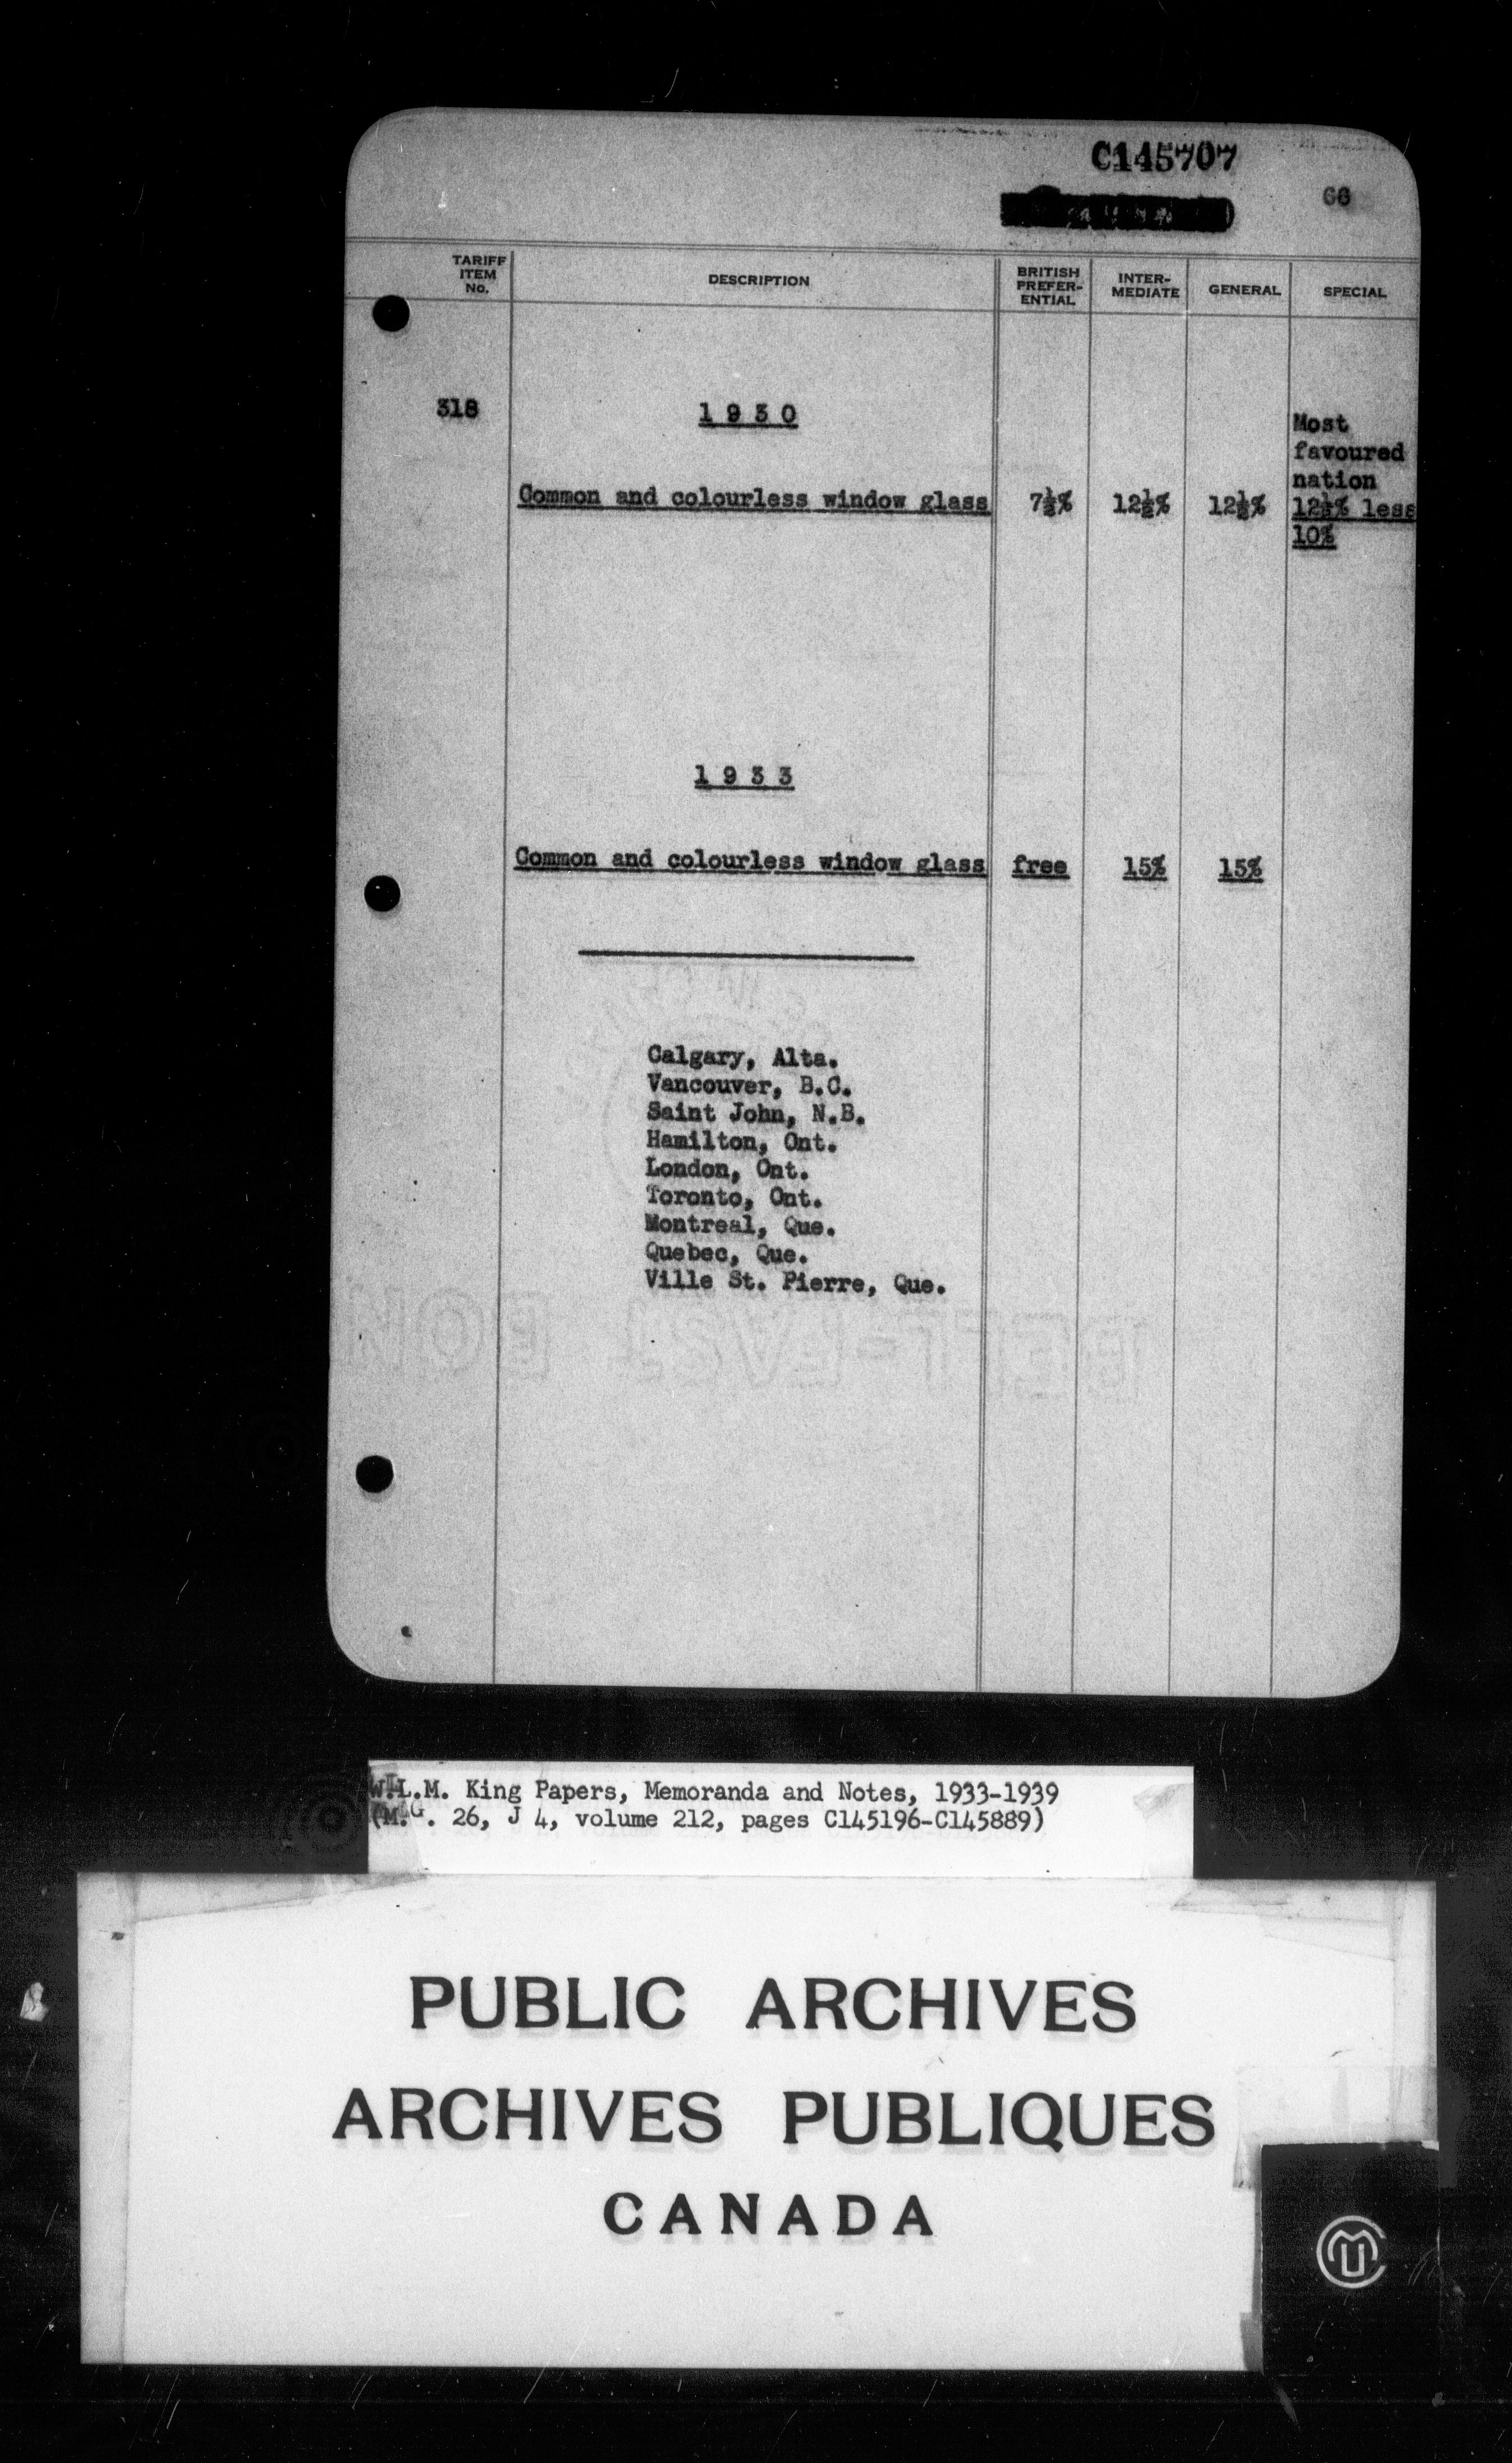 C145707
66
TARIFF ITEM No. DESCRIPTION BRITISH PREFER-ENTIAL INTER-MEDIATE GENERAL SPECIAL
318 1 9 3 0
Most
favoured
nation
Common and colourless window glass 7½% 12½% 12½% 12½% less
10%
1 9 3 3
Common and colourless window glass free 15% 15%
Calgary, Alta.
Vancouver, B.C.
Saint John, N.B.
Hamilton, Ont.
London, Ont.
Toronto, Ont.
Montreal, Que.
Quebec, Que.
Ville St. Pierre, Que.
W.L.M. King Papers, Memoranda and Notes, 1933-1939
(M.G. 26, J 4, volume 212, pages C145196-C145889)
PUBLIC ARCHIVES
ARCHIVES PUBLIQUES
CANADA